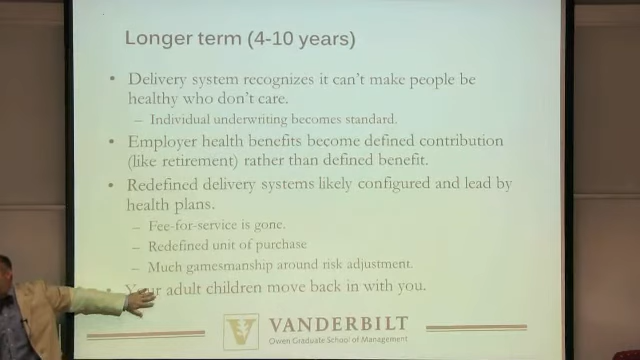 Longer term (4-10 years)
• Delivery system recognizes it can't make people be
healthy who don't care.
– Individual underwriting becomes standard.
• Employer health benefits become defined contribution
(like retirement) rather than defined benefit.
• Redefined delivery systems likely configured and lead by
health plans.
– Fee-for-service is gone.
– Redefined unit of purchase
– Much gamesmanship around risk adjustment.
• Your adult children move back in with you.
VANDERBILT
Owen Graduate School of Management